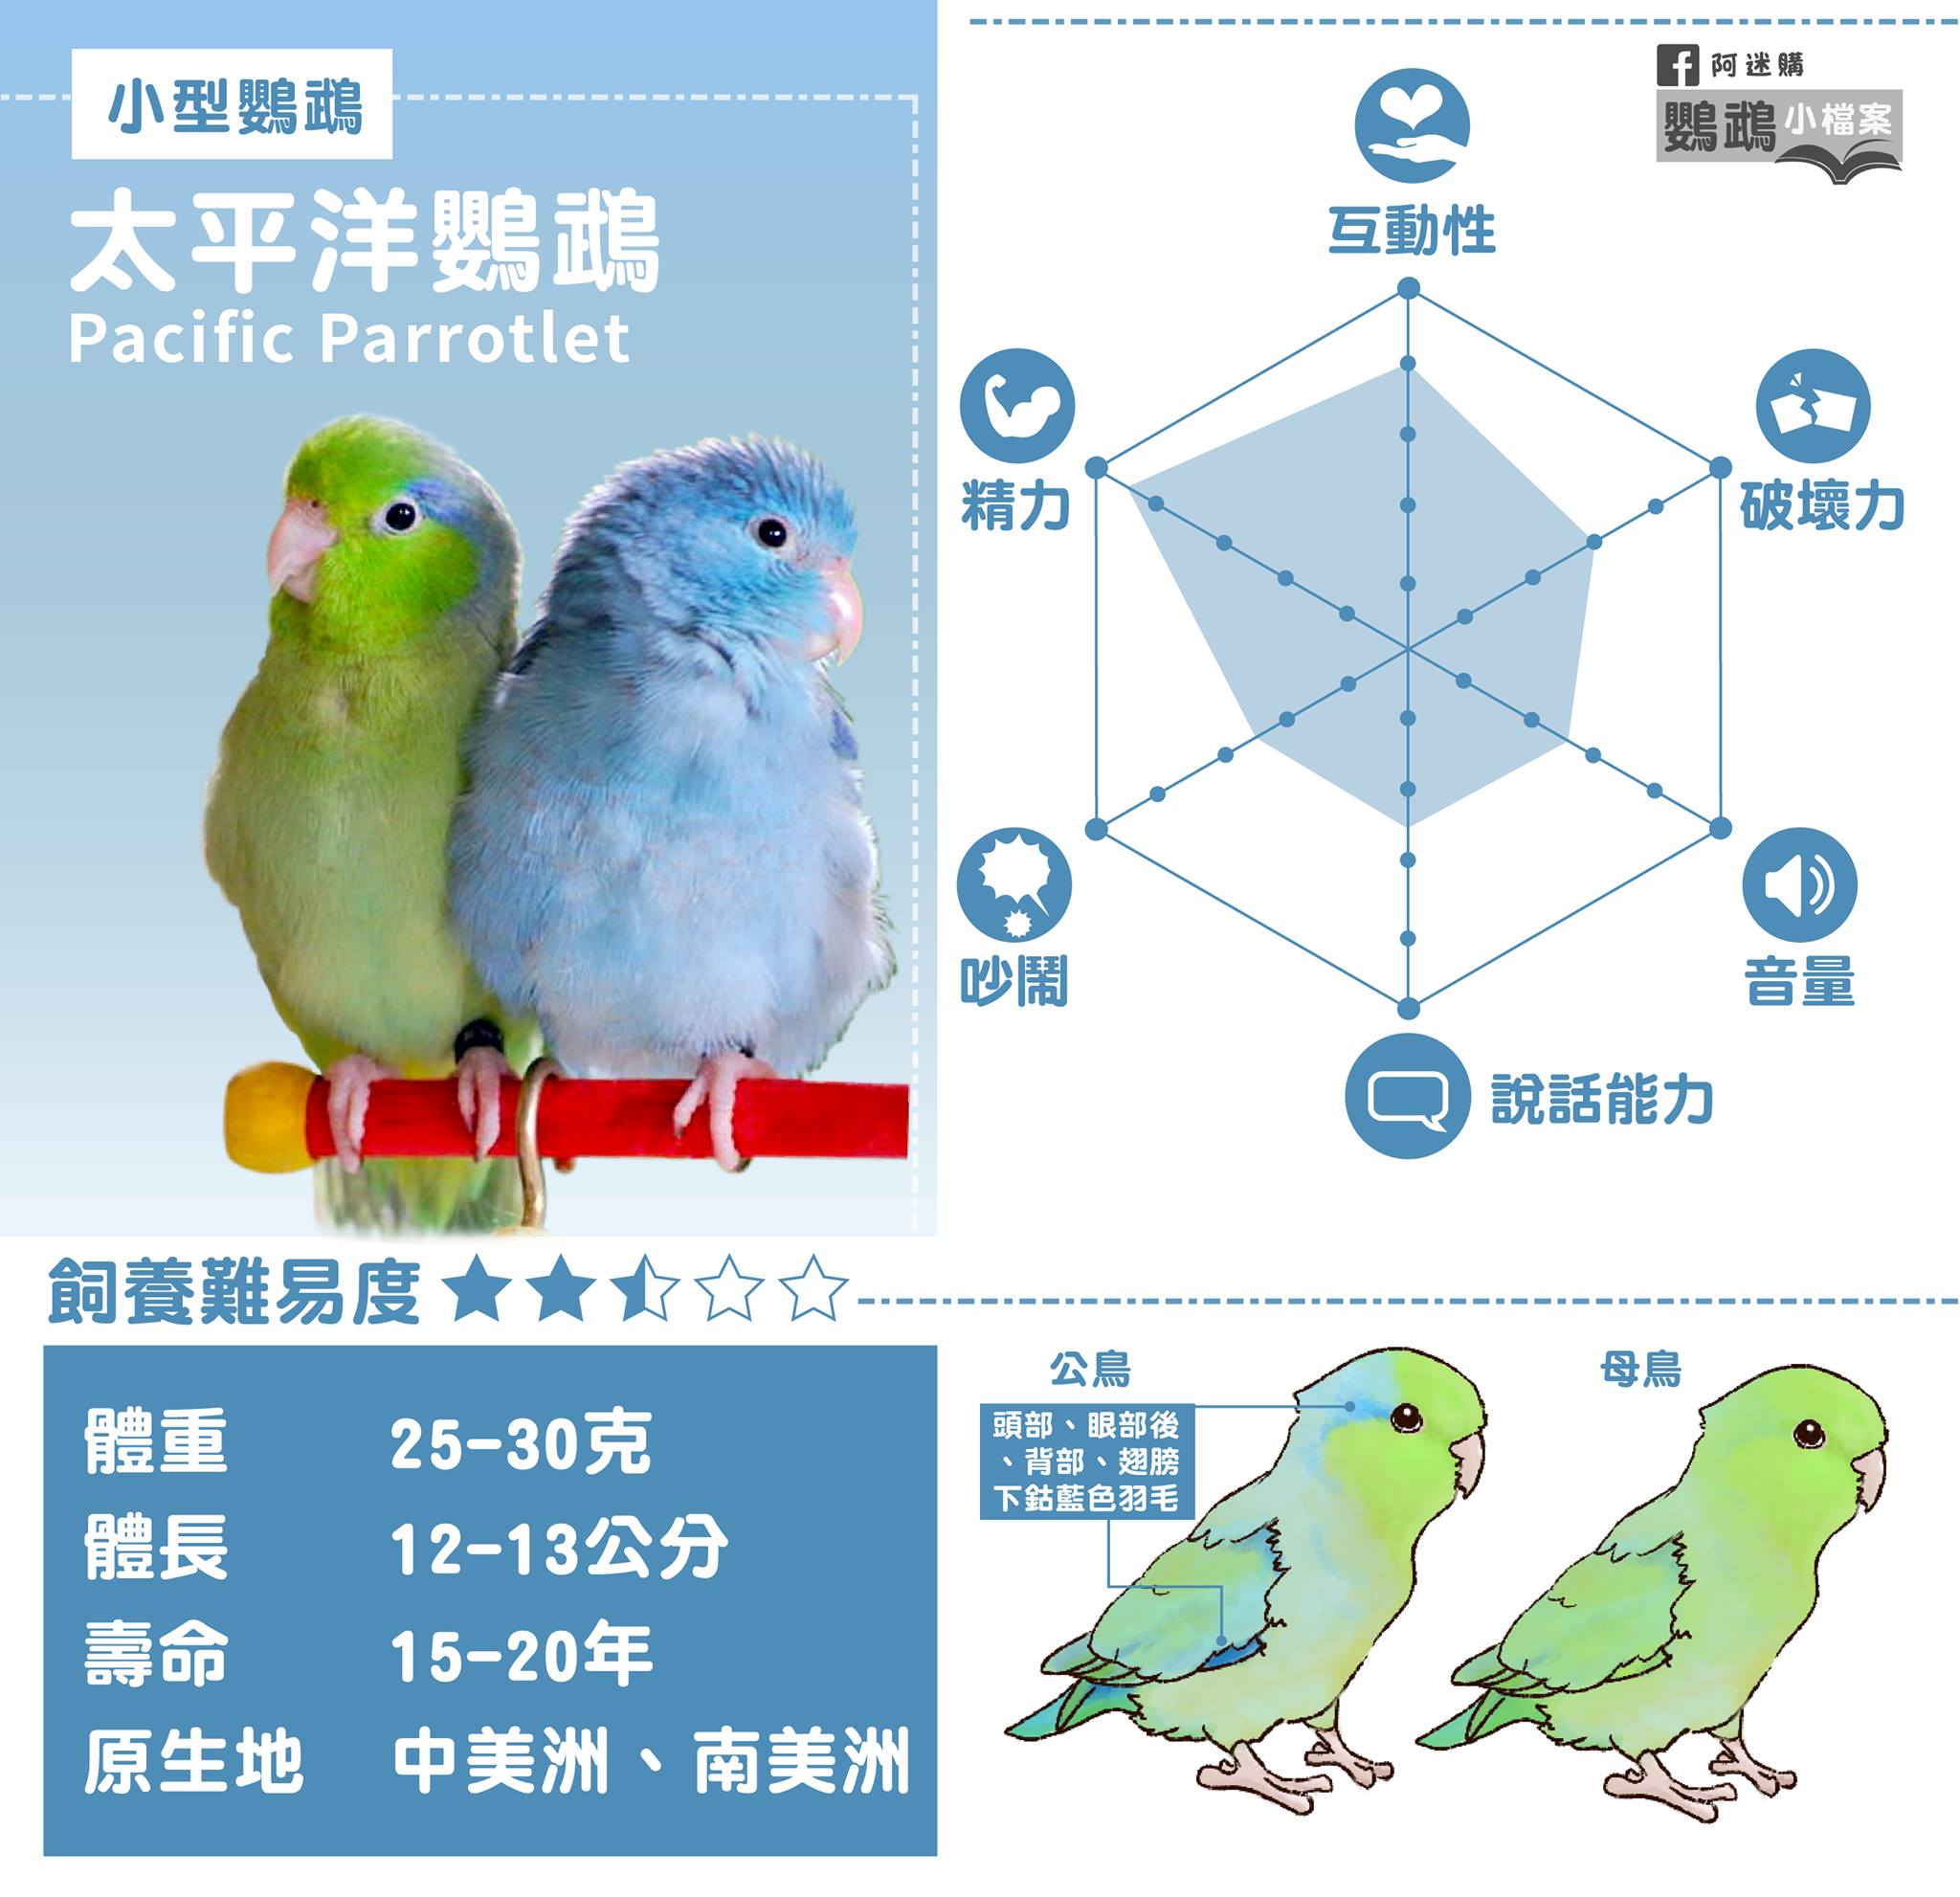 小型鸚鵡
太平洋鸚鵡
Pacific Parrotlet
阿迷購
鸚鵡小檔案
互動性
精力
破壞力
吵鬧
音量
說話能力
飼養難易度
體重 25-30克
體長 12-13公分
壽命 15-20年
原生地 中美洲、南美洲
公鳥
頭部、眼部後
、背部、翅膀
下鈷藍色羽毛
母鳥